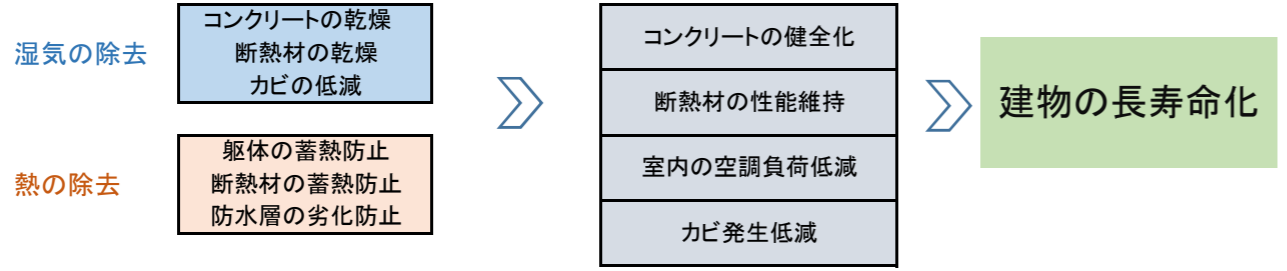 湿気の除去
コンクリートの乾燥
断熱材の乾燥
カビの低減
熱の除去
躯体の蓄熱防止
断熱材の蓄熱防止
防水層の劣化防止
コンクリートの健全化
断熱材の性能維持
室内の空調負荷低減
カビ発生低減
建物の長寿命化